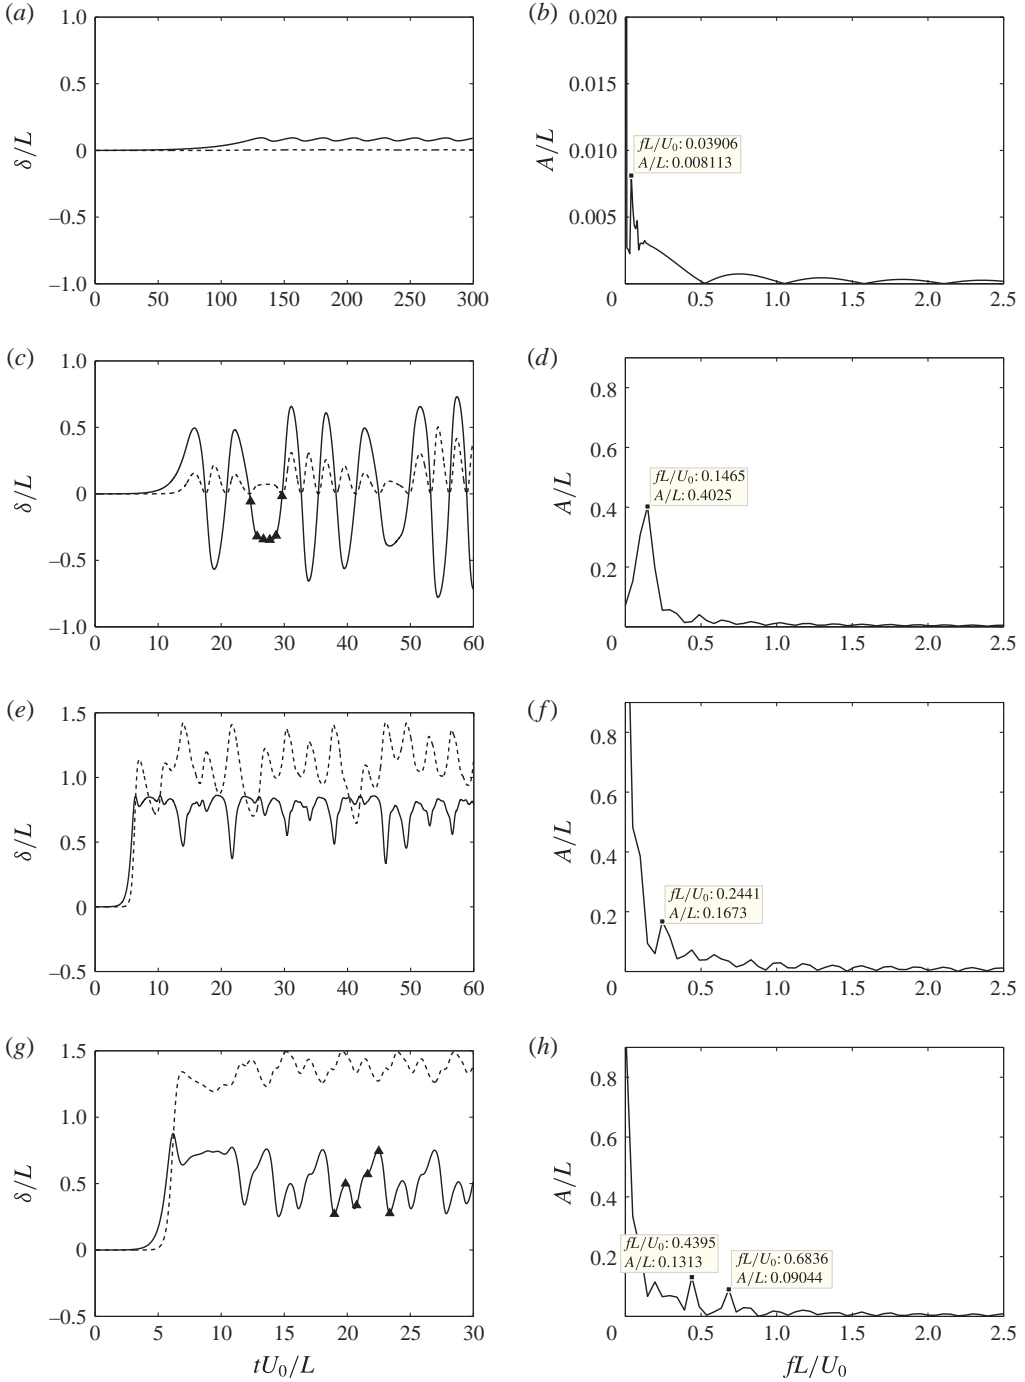 (a)
1.0
0.5
0
–0.5
–1.0
δ/L
0 50 100 150 200 250 300
(b)
0.020
0.015
0.010
0.005
A/L
fL/U0: 0.03906
A/L: 0.008113
0 0.5 1.0 1.5 2.0 2.5
(c)
1.0
0.5
0
–0.5
–1.0
δ/L
0 10 20 30 40 50 60
(d)
0.8
0.6
0.4
0.2
A/L
fL/U0: 0.1465
A/L: 0.4025
0 0.5 1.0 1.5 2.0 2.5
(e)
1.5
1.0
0.5
0
–0.5
δ/L
0 10 20 30 40 50 60
(f)
0.8
0.6
0.4
0.2
A/L
fL/U0: 0.2441
A/L: 0.1673
0 0.5 1.0 1.5 2.0 2.5
(g)
1.5
1.0
0.5
0
–0.5
δ/L
0 5 10 15 20 25 30
tU0/L
(h)
0.8
0.6
0.4
0.2
A/L
fL/U0: 0.4395
A/L: 0.1313
fL/U0: 0.6836
A/L: 0.09044
0 0.5 1.0 1.5 2.0 2.5
fL/U0